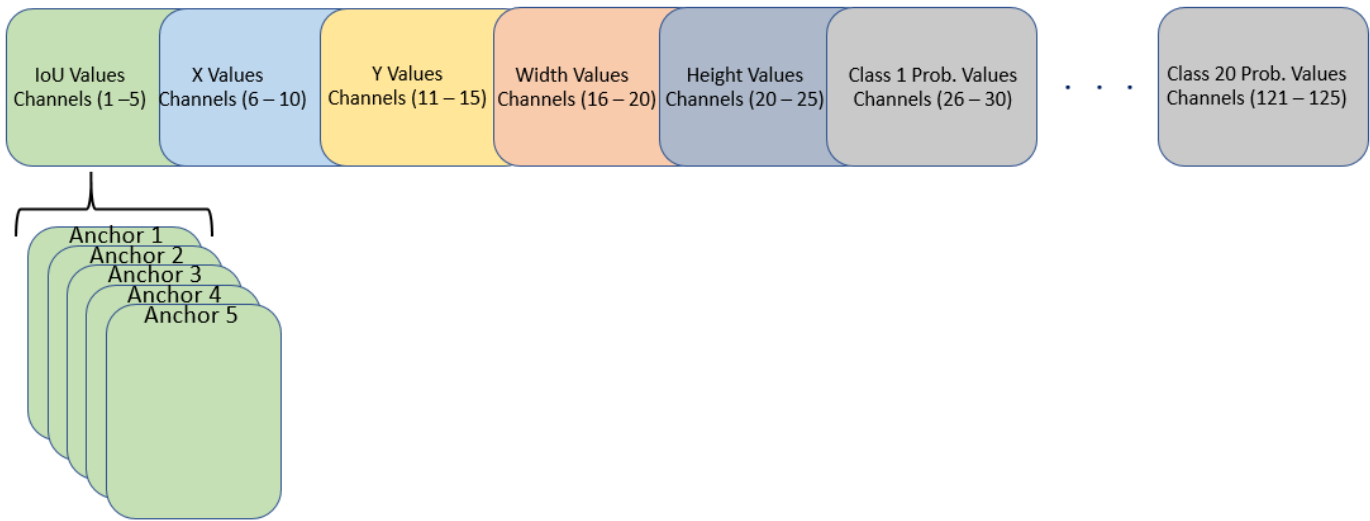 IoU Values
Channels (1 –5)
X Values
Channels (6 – 10)
Y Values
Channels (11 – 15)
Width Values
Channels (16 – 20)
Height Values
Channels (20 – 25)
Class 1 Prob. Values
Channels (26 – 30)
. . .
Class 20 Prob. Values
Channels (121 – 125)
Anchor 1
Anchor 2
Anchor 3
Anchor 4
Anchor 5